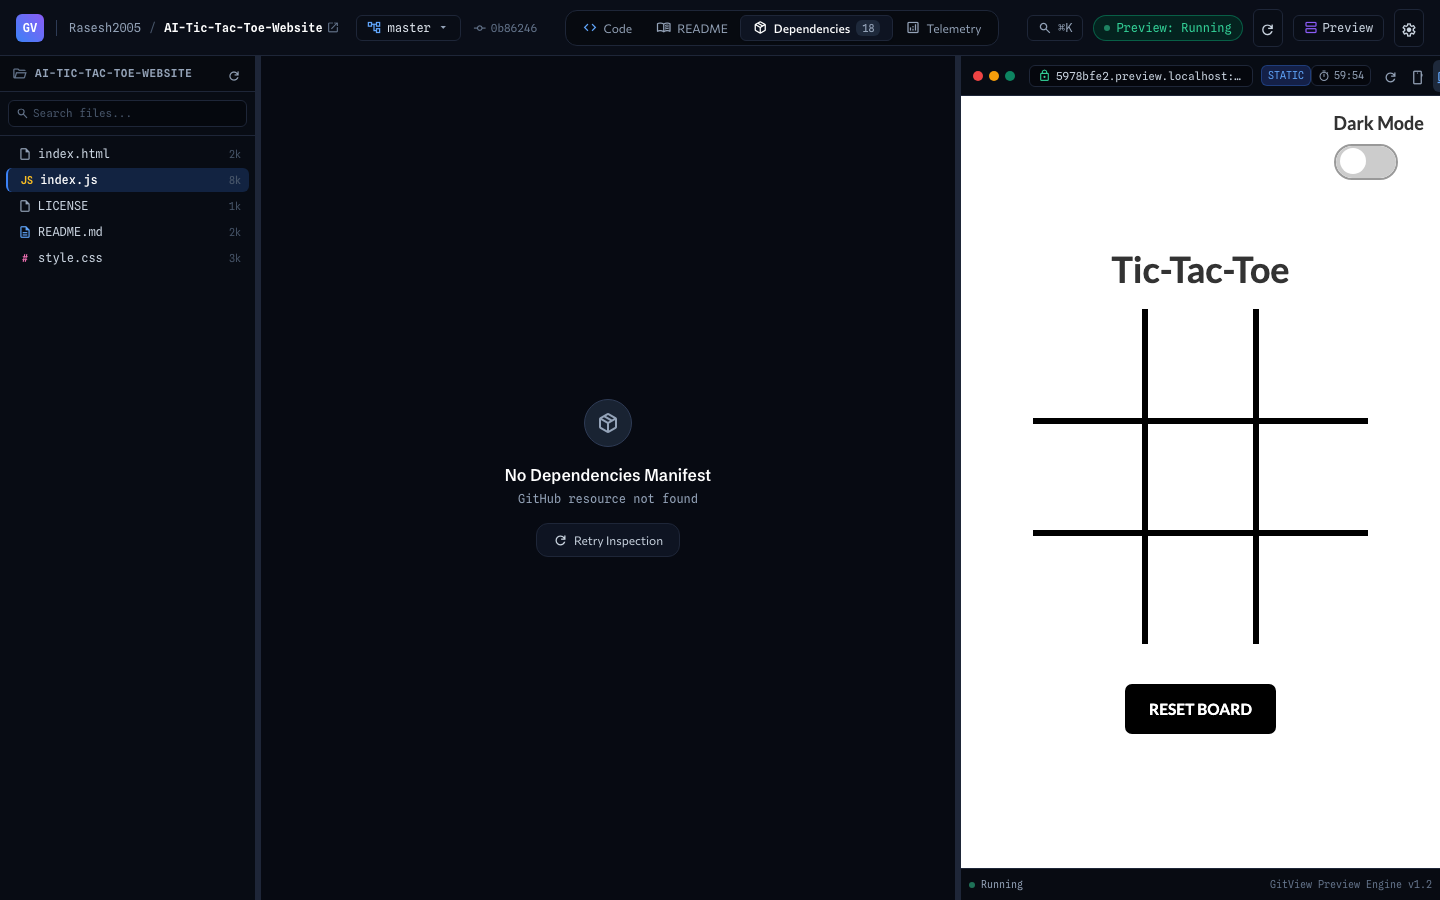 GV Rasesh2005 / AI-Tic-Tac-Toe-Website master 0b86246 Code README Dependencies 18 Telemetry ⌘K Preview: Running Preview
AI-TIC-TAC-TOE-WEBSITE
Search files...
index.html 2k
JS index.js 8k
LICENSE 1k
README.md 2k
# style.css 3k
No Dependencies Manifest
GitHub resource not found
Retry Inspection
5978bfe2.preview.localhost:… STATIC 59:54
Dark Mode
Tic-Tac-Toe
RESET BOARD
Running GitView Preview Engine v1.2